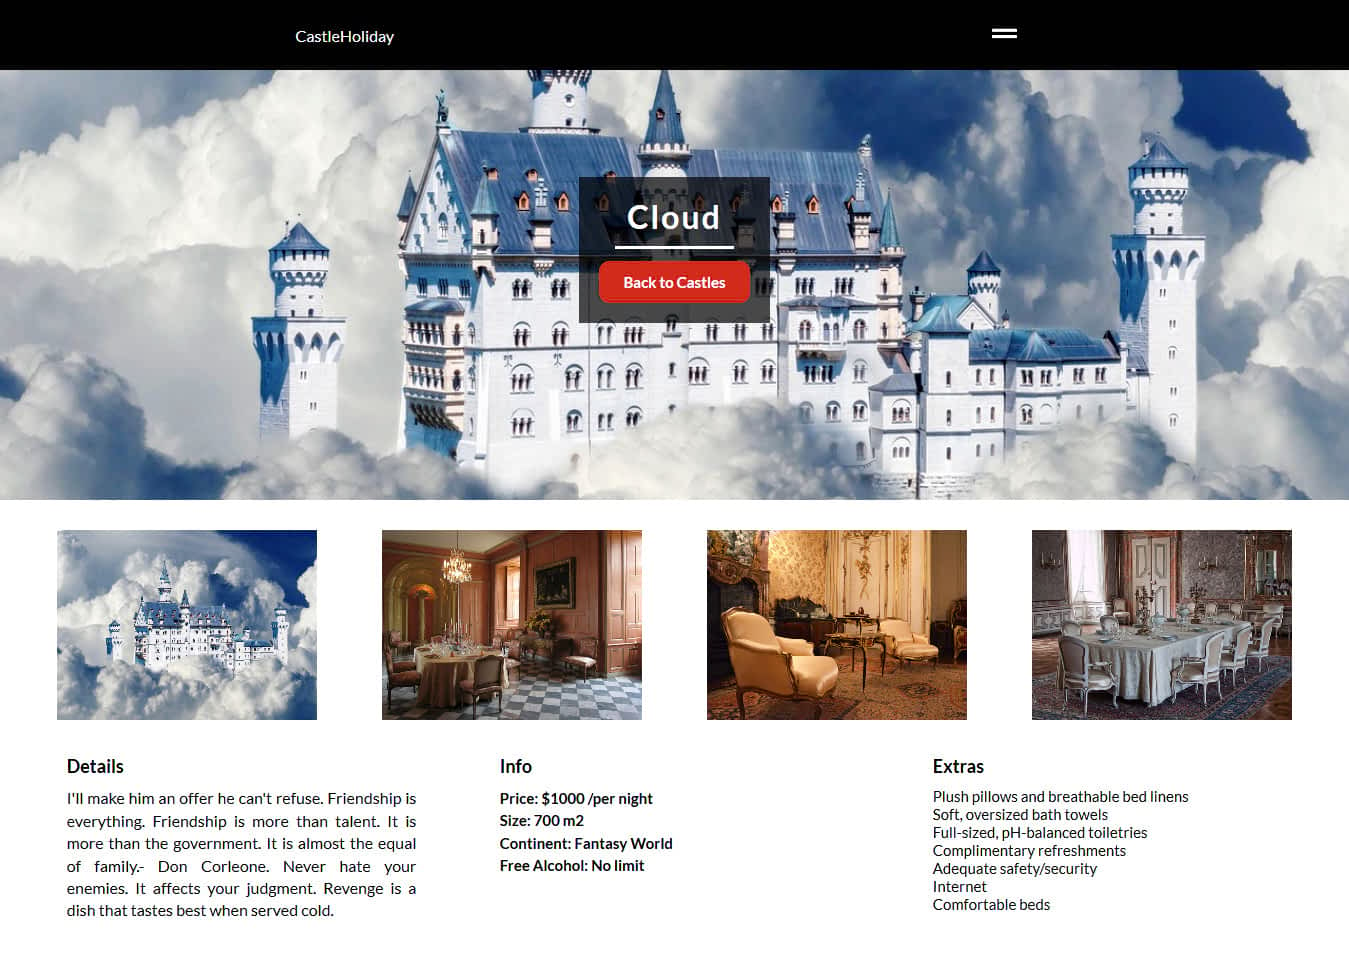 CastleHoliday
Cloud
Back to Castles
Details
I'll make him an offer he can't refuse. Friendship is
everything. Friendship is more than talent. It is
more than the government. It is almost the equal
of family.- Don Corleone. Never hate your
enemies. It affects your judgment. Revenge is a
dish that tastes best when served cold.
Info
Price: $1000 /per night
Size: 700 m2
Continent: Fantasy World
Free Alcohol: No limit
Extras
Plush pillows and breathable bed linens
Soft, oversized bath towels
Full-sized, pH-balanced toiletries
Complimentary refreshments
Adequate safety/security
Internet
Comfortable beds